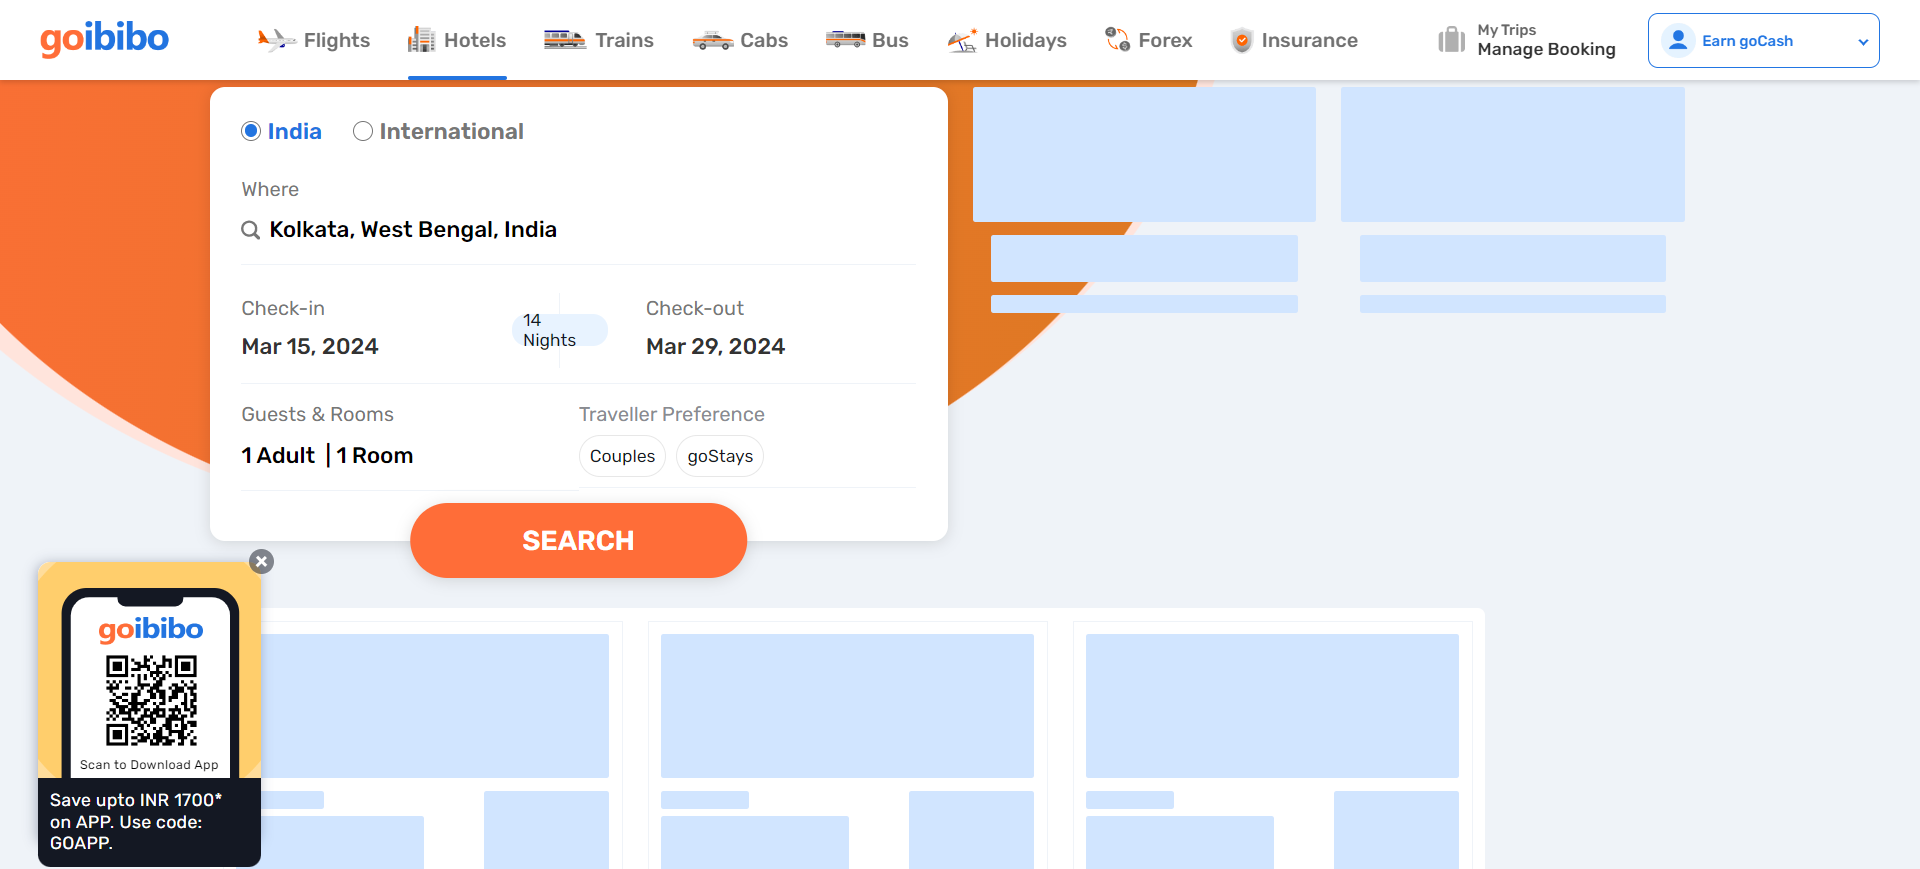 goibibo
Flights
Hotels
Trains
Cabs
Bus
Holidays
Forex
Insurance
My Trips
Manage Booking
Earn goCash
India
International
Where
Kolkata, West Bengal, India
Check-in
Mar 15, 2024
14
Nights
Check-out
Mar 29, 2024
Guests & Rooms
1 Adult | 1 Room
Traveller Preference
Couples
goStays
SEARCH
goibibo
Scan to Download App
Save upto INR 1700*
on APP. Use code:
GOAPP.